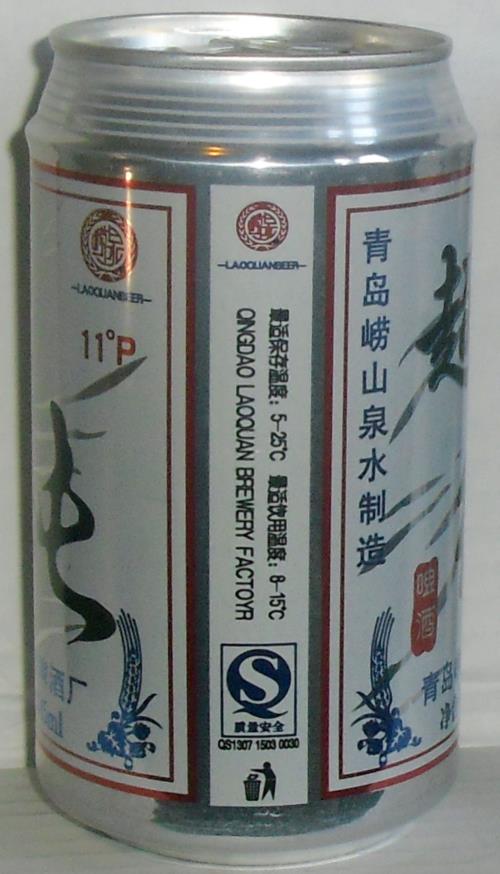 LAOQUANBEER
11°P
酒厂
ml
LAOQUANBEER
最适保存温度：5-25℃ 最适饮用温度：8-15℃
QINGDAO LAOQUAN BREWERY FACTOYR
质量安全
QS1307 1503 0030
青岛崂山泉水制造
啤酒
青岛
净